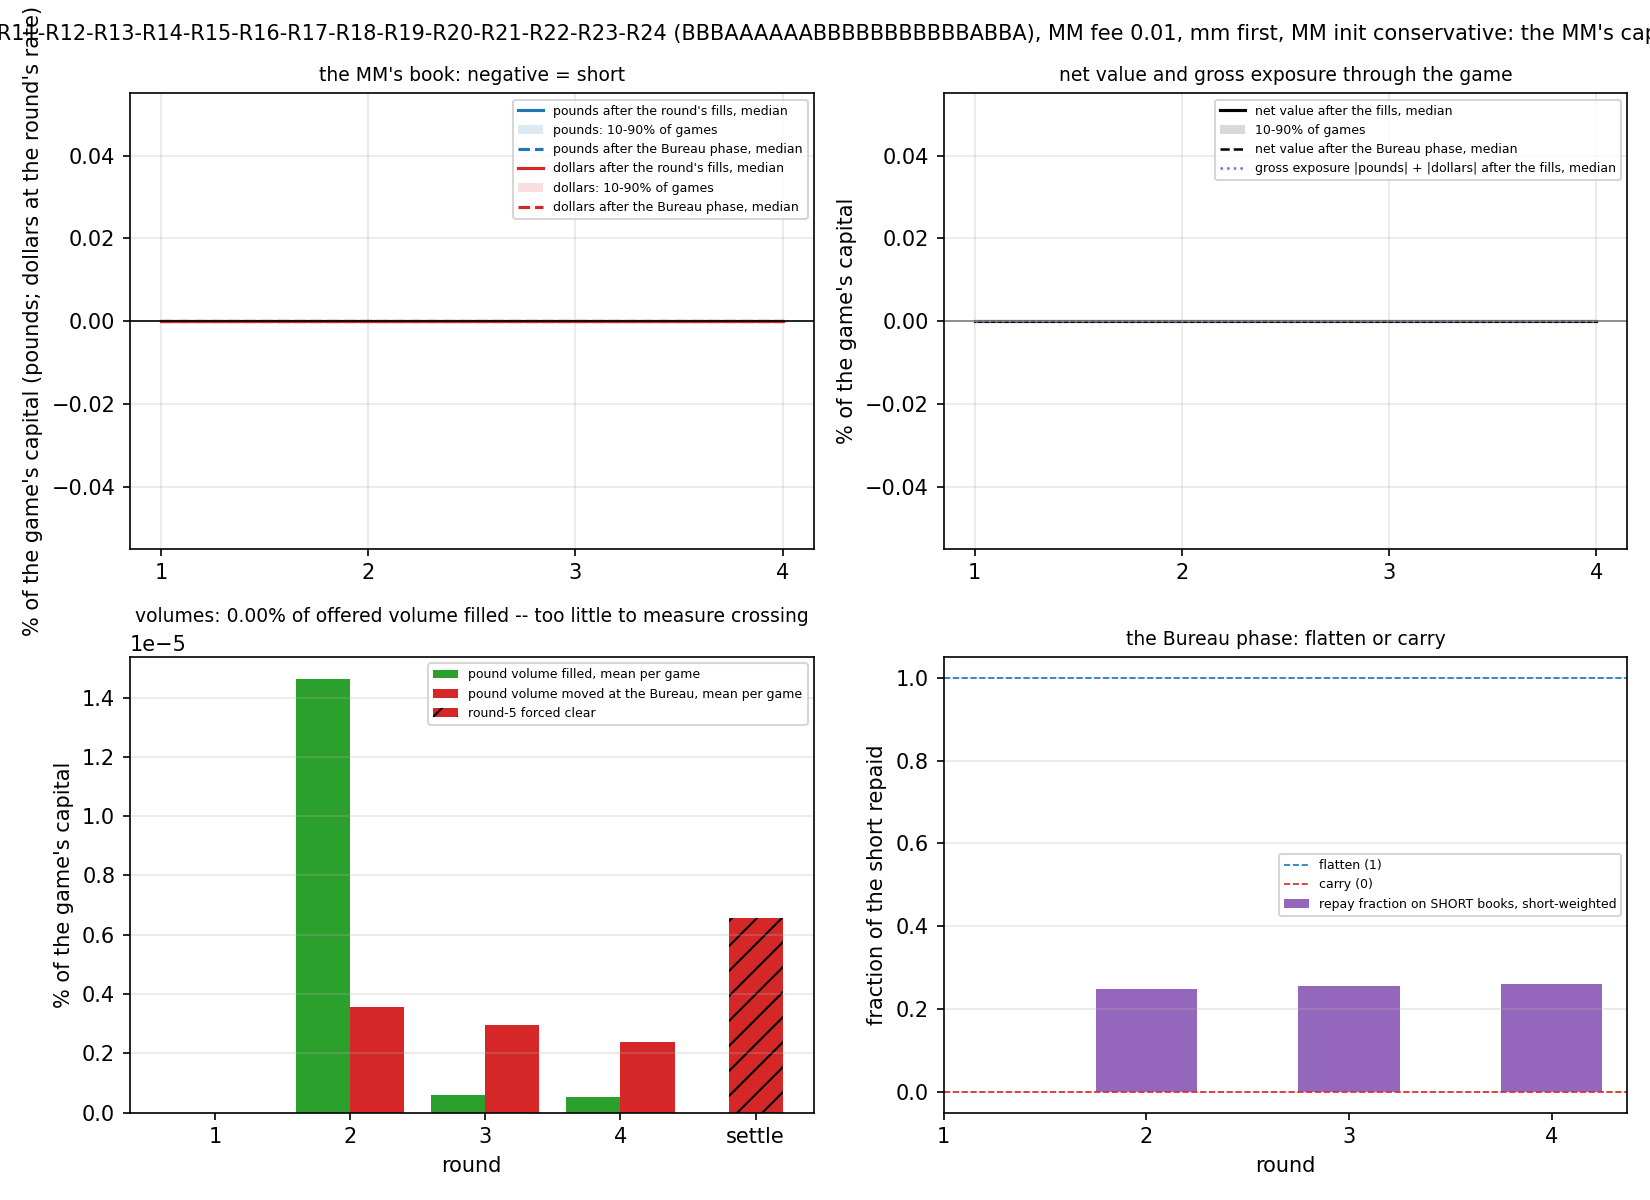 R11-R12-R13-R14-R15-R16-R17-R18-R19-R20-R21-R22-R23-R24 (BBBAAAAAABBBBBBBBBBBABBA), MM fee 0.01, mm first, MM init conservative: the MM's cap
the MM's book: negative = short
% of the game's capital (pounds; dollars at the round's rate)
0.04
0.02
0.00
−0.02
−0.04
pounds after the round's fills, median
pounds: 10-90% of games
pounds after the Bureau phase, median
dollars after the round's fills, median
dollars: 10-90% of games
dollars after the Bureau phase, median
1 2 3 4
net value and gross exposure through the game
% of the game's capital
0.04
0.02
0.00
−0.02
−0.04
net value after the fills, median
10-90% of games
net value after the Bureau phase, median
gross exposure |pounds| + |dollars| after the fills, median
1 2 3 4
volumes: 0.00% of offered volume filled -- too little to measure crossing
1e−5
% of the game's capital
1.4
1.2
1.0
0.8
0.6
0.4
0.2
0.0
pound volume filled, mean per game
pound volume moved at the Bureau, mean per game
round-5 forced clear
1 2 3 4 settle
round
the Bureau phase: flatten or carry
fraction of the short repaid
1.0
0.8
0.6
0.4
0.2
0.0
flatten (1)
carry (0)
repay fraction on SHORT books, short-weighted
1 2 3 4
round